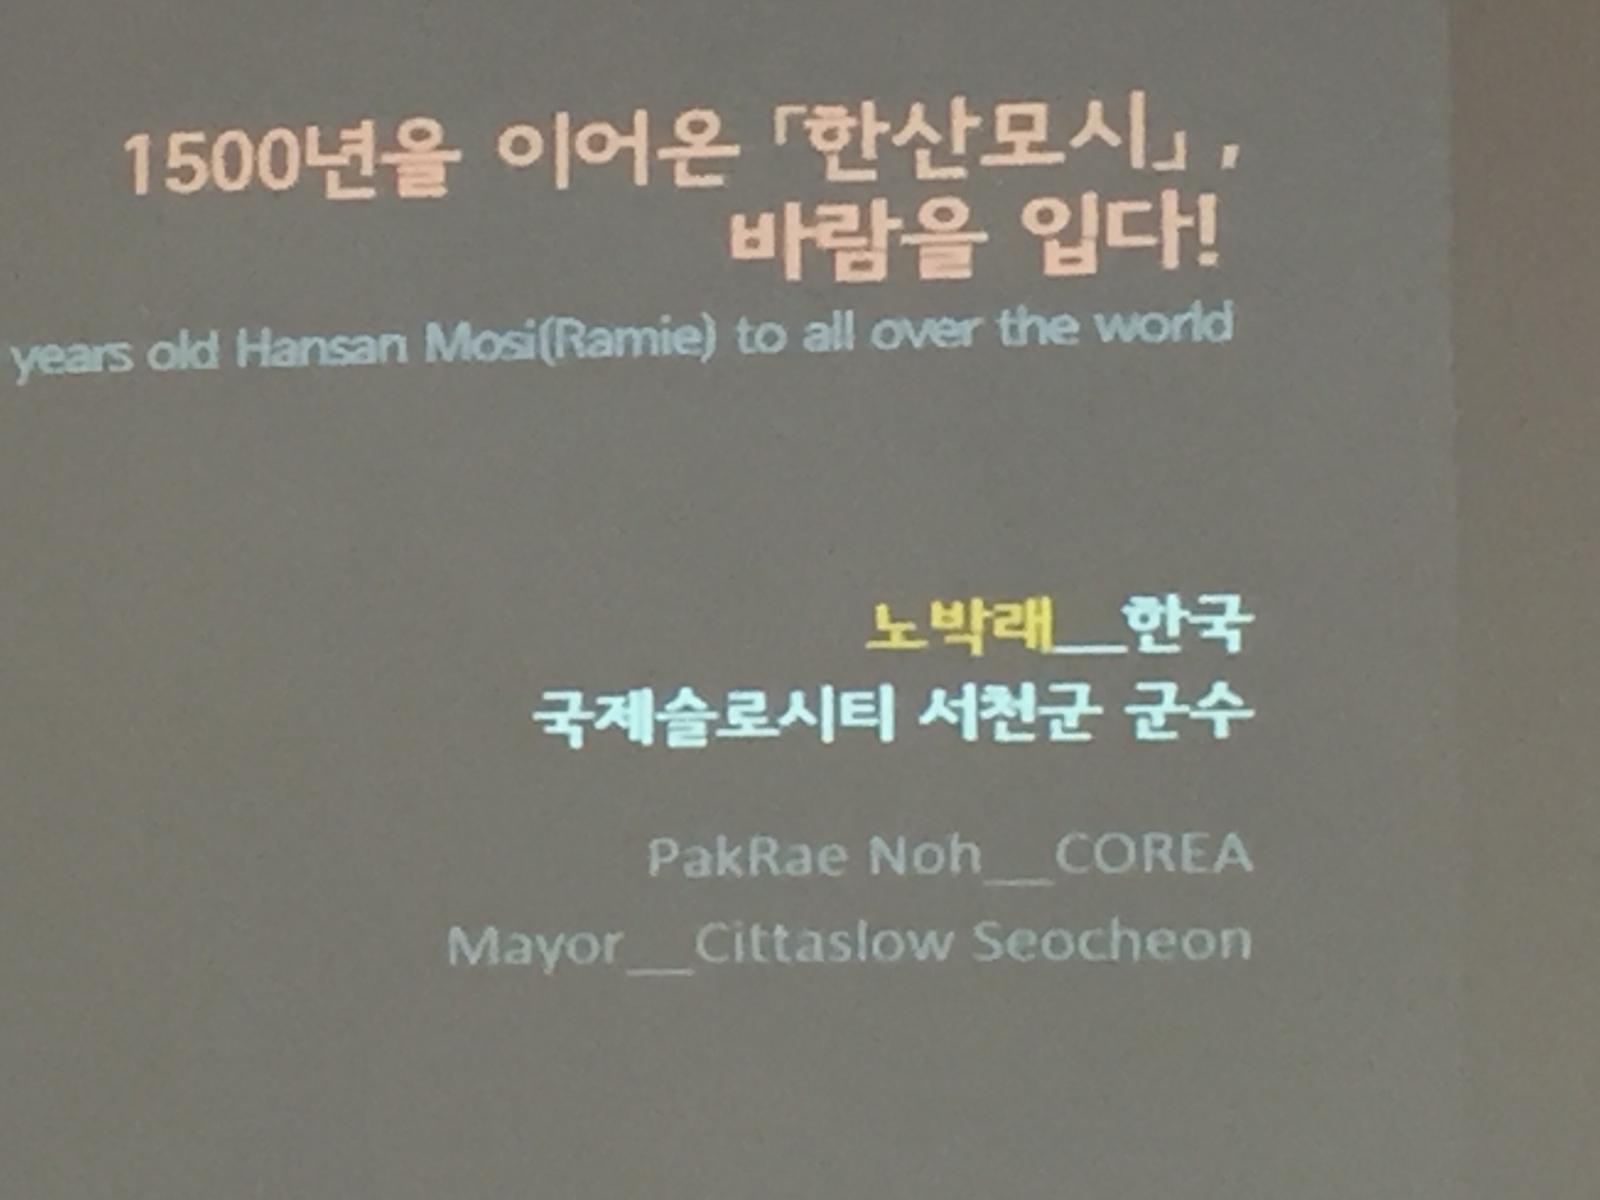 1500년을 이어온 「한산모시」,
바람을 입다!
years old Hansan Mosi(Ramie) to all over the world
노박래__한국
국제슬로시티 서천군 군수
PakRae Noh__COREA
Mayor__Cittaslow Seocheon